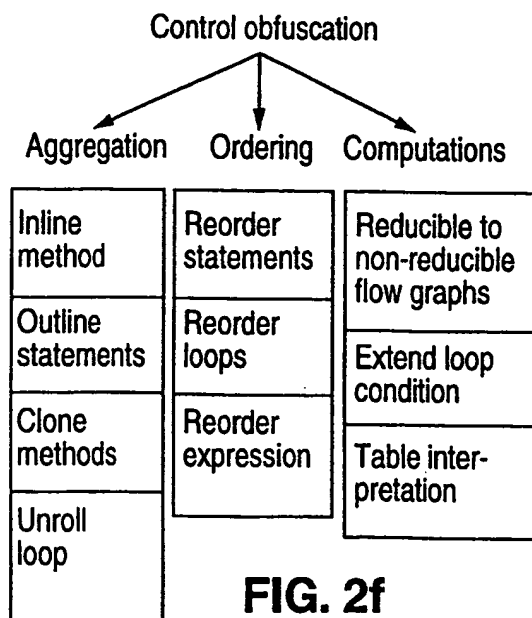 Control obfuscation
Aggregation
Ordering
Computations
Inline
method
Outline
statements
Clone
methods
Unroll
loop
Reorder
statements
Reorder
loops
Reorder
expression
Reducible to
non-reducible
flow graphs
Extend loop
condition
Table inter-
pretation
FIG. 2f